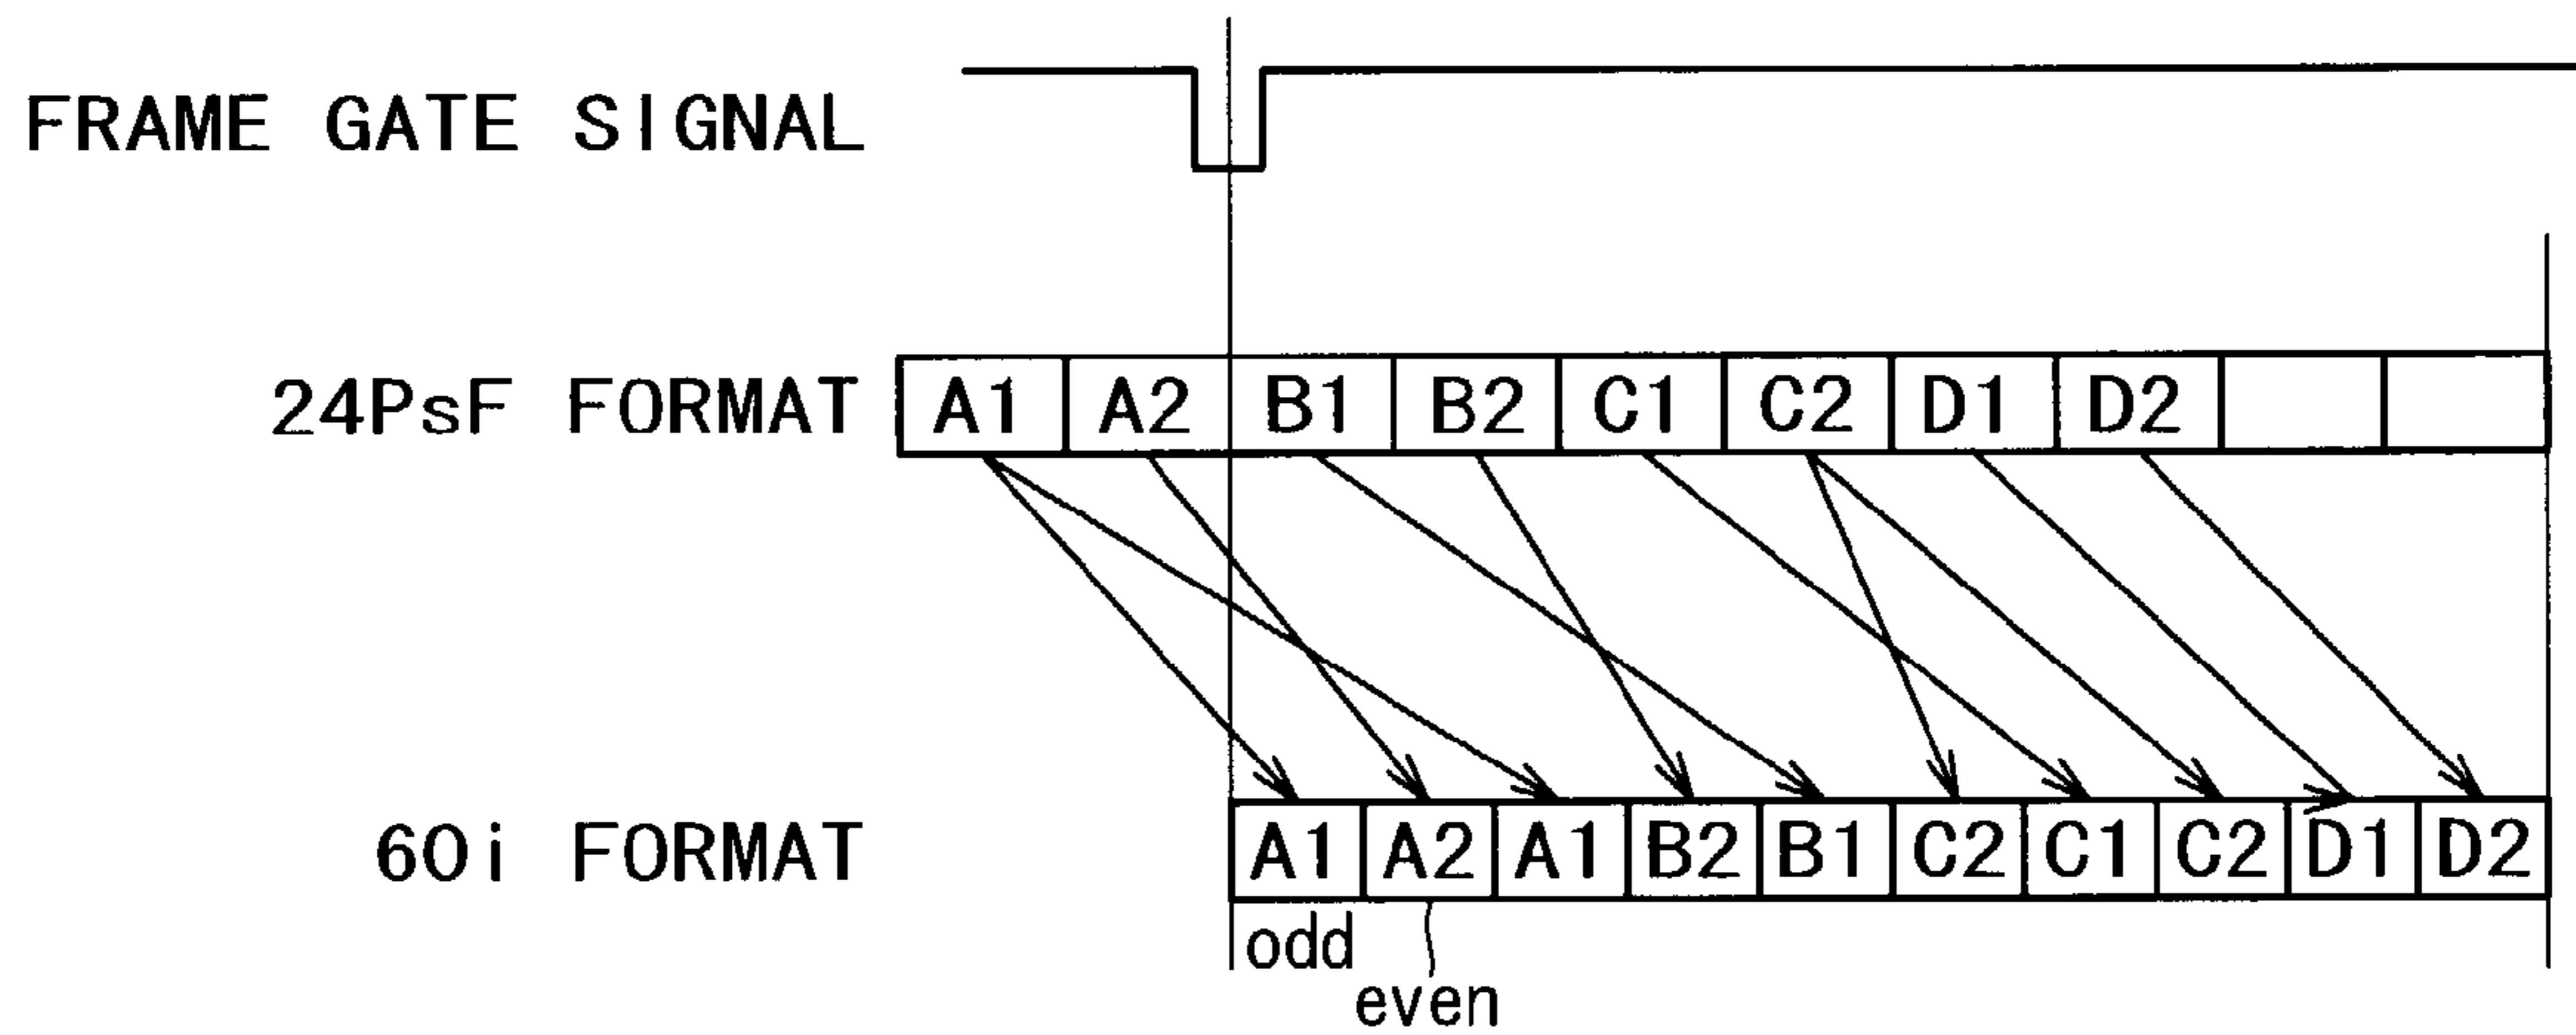 FRAME GATE SIGNAL
24PsF FORMAT A1 A2 B1 B2 C1 C2 D1 D2
60i FORMAT A1 A2 A1 B2 B1 C2 C1 C2 D1 D2
odd
even